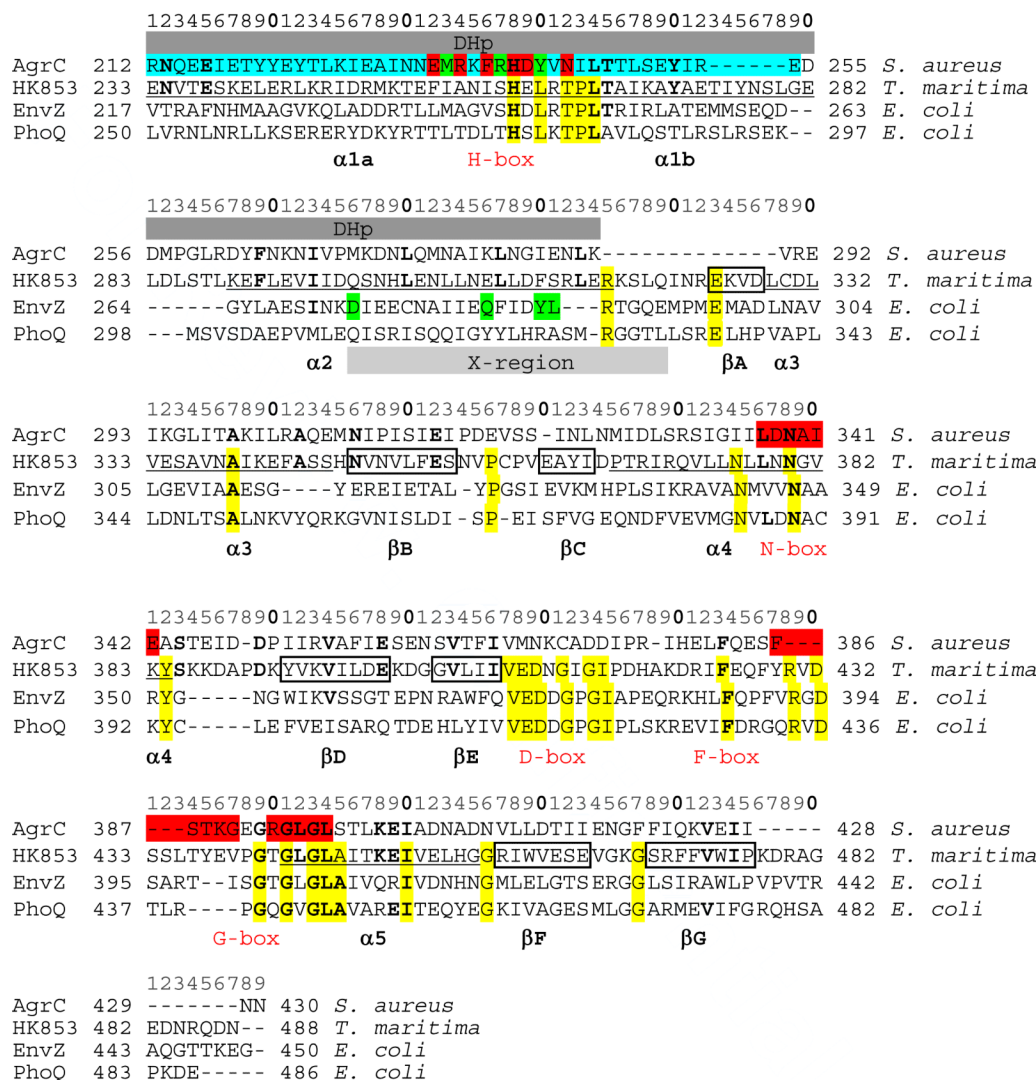 12345678901234567890123456789012345678901234567890
DHp
AgrC 212 RNQEEIETYYEYTLKIEAINNEMRKFRHDYVNILTTLSEYIR------ED 255 S. aureus
HK853 233 ENVTESKELERLKRIDRMKTEFIANISHELRTPLTAIKAYAETIYNSLGE 282 T. maritima
EnvZ 217 VTRAFNHMAAGVKQLADDRTLLMAGVSHDLRTPLTRIRLATEMMSEQD-- 263 E. coli
PhoQ 250 LVRNLNRLLKSERERYDKYRTTLTDLTHSLKTPLAVLQSTLRSLRSEK-- 297 E. coli
α1a H-box α1b
12345678901234567890123456789012345678901234567890
DHp
AgrC 256 DMPGLRDYFNKNIVPMKDNLQMNAIKLNGIENLK-------------VRE 292 S. aureus
HK853 283 LDLSTLKEFLEVIIDQSNHLENLLNELLDFSRLERKSLQINREKVDLCDL 332 T. maritima
EnvZ 264 ------GYLAESINKDIEECNAIIEQFIDYL---RTGQEMPMEMADLNAV 304 E. coli
PhoQ 298 ---MSVSDAEPVMLEQISRISQQIGYYLHRASM-RGGTLLSRELHPVAPL 343 E. coli
α2 X-region βA α3
12345678901234567890123456789012345678901234567890
AgrC 293 IKGLITAKILRAQEMNIPISIEIPDEVSS-INLNMIDLSRSIGIILDNAI 341 S. aureus
HK853 333 VESAVNAIKEFASSHNVNVLFESNVPCPVEAYIDPTRIRQVLLNLLNNGV 382 T. maritima
EnvZ 305 LGEVIAAESG----YEREIETAL-YPGSIEVKMHPLSIKRAVANMVVNAA 349 E. coli
PhoQ 344 LDNLTSALNKVYQRKGVNISLDI-SP-EISFVGEQNDFVEVMGNVLDNAC 391 E. coli
α3 βB βC α4 N-box
12345678901234567890123456789012345678901234567890
AgrC 342 EASTEID-DPIIRVAFIESENSVTFIVMNKCADDIPR-IHELFQESF--- 386 S. aureus
HK853 383 KYSKKDAPDKYVKVILDEKDGGVLIIVEDNGIGIPDHAKDRIFEQFYRVD 432 T. maritima
EnvZ 350 RYG----NGWIKVSSGTEPNRAWFQVEDDGPGIAPEQRKHLFQPFVRGD 394 E. coli
PhoQ 392 KYC----LEFVEISARQTDEHLYIVVEDDGPGIPLSKREVIFDRGQRVD 436 E. coli
α4 βD βE D-box F-box
12345678901234567890123456789012345678901234567890
AgrC 387 ---STKGEGRGLGLSTLKEIADNADNVLLDTIIENGFFIQKVEII----- 428 S. aureus
HK853 433 SSLTYEVPGTGLGLAITKEIVELHGGRIWVESEVGKGSRFFVWIPKDRAG 482 T. maritima
EnvZ 395 SART--ISGTGLGLAIVQRIVDNHNGMLELGTSERGGLSIRAWLPVPVTR 442 E. coli
PhoQ 437 TLR----PGQGVGLAVAREITEQYEGKIVAGESMLGGARMEVIFGRQHSA 482 E. coli
G-box α5 βF βG
123456789
AgrC 429 -------NN 430 S. aureus
HK853 482 EDNRQDN-- 488 T. maritima
EnvZ 443 AQGTTKEG- 450 E. coli
PhoQ 483 PKDE----- 486 E. coli